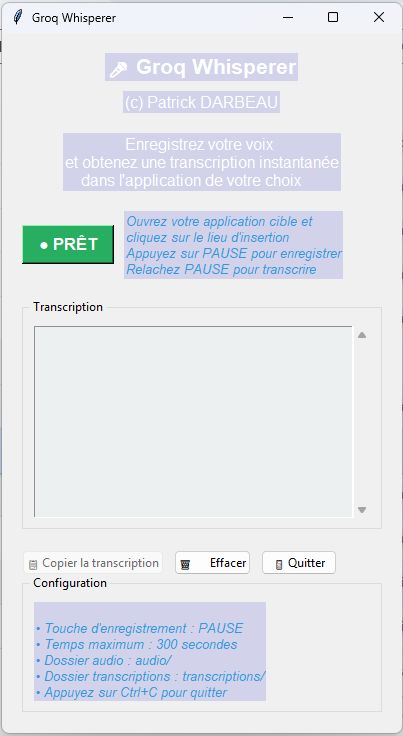 Groq Whisperer
🎤 Groq Whisperer
(c) Patrick DARBEAU
Enregistrez votre voix
et obtenez une transcription instantanée
dans l'application de votre choix
● PRÊT
Ouvrez votre application cible et
cliquez sur le lieu d'insertion
Appuyez sur PAUSE pour enregistrer
Relachez PAUSE pour transcrire
Transcription
Copier la transcription
Effacer
Quitter
Configuration
• Touche d'enregistrement : PAUSE
• Temps maximum : 300 secondes
• Dossier audio : audio/
• Dossier transcriptions : transcriptions/
• Appuyez sur Ctrl+C pour quitter